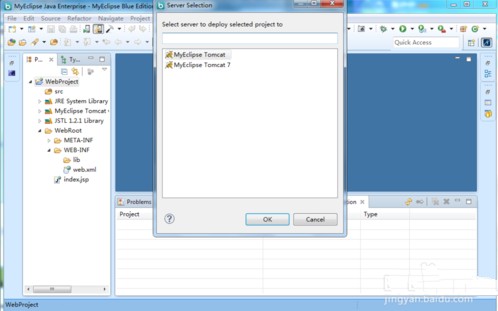 MyEclipse Java Enterprise - MyEclipse Blue Edition
Server Selection
File Edit Source Refactor Navigate Project
Quick Access
Select server to deploy selected project to
MyEclipse Tomcat
MyEclipse Tomcat 7
OK
Cancel
P...
Ty...
WebProject
src
JRE System Library
MyEclipse Tomcat
JSTL 1.2.1 Library
WebRoot
META-INF
WEB-INF
lib
web.xml
index.jsp
Problems
Project
Type
WebProject
jingyan.baidu.com